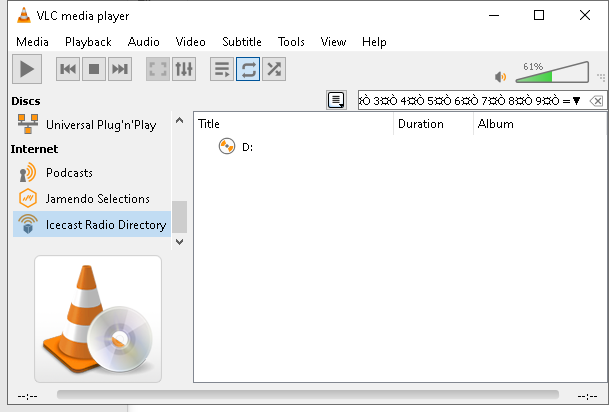 VLC media player
Media Playback Audio Video Subtitle Tools View Help
61%
¤Ò 3¤Ò 4¤Ò 5¤Ò 6¤Ò 7¤Ò 8¤Ò 9¤Ò =▼
Discs
Universal Plug'n'Play
Internet
Podcasts
Jamendo Selections
Icecast Radio Directory
Title Duration Album
D:
--:-- --:--